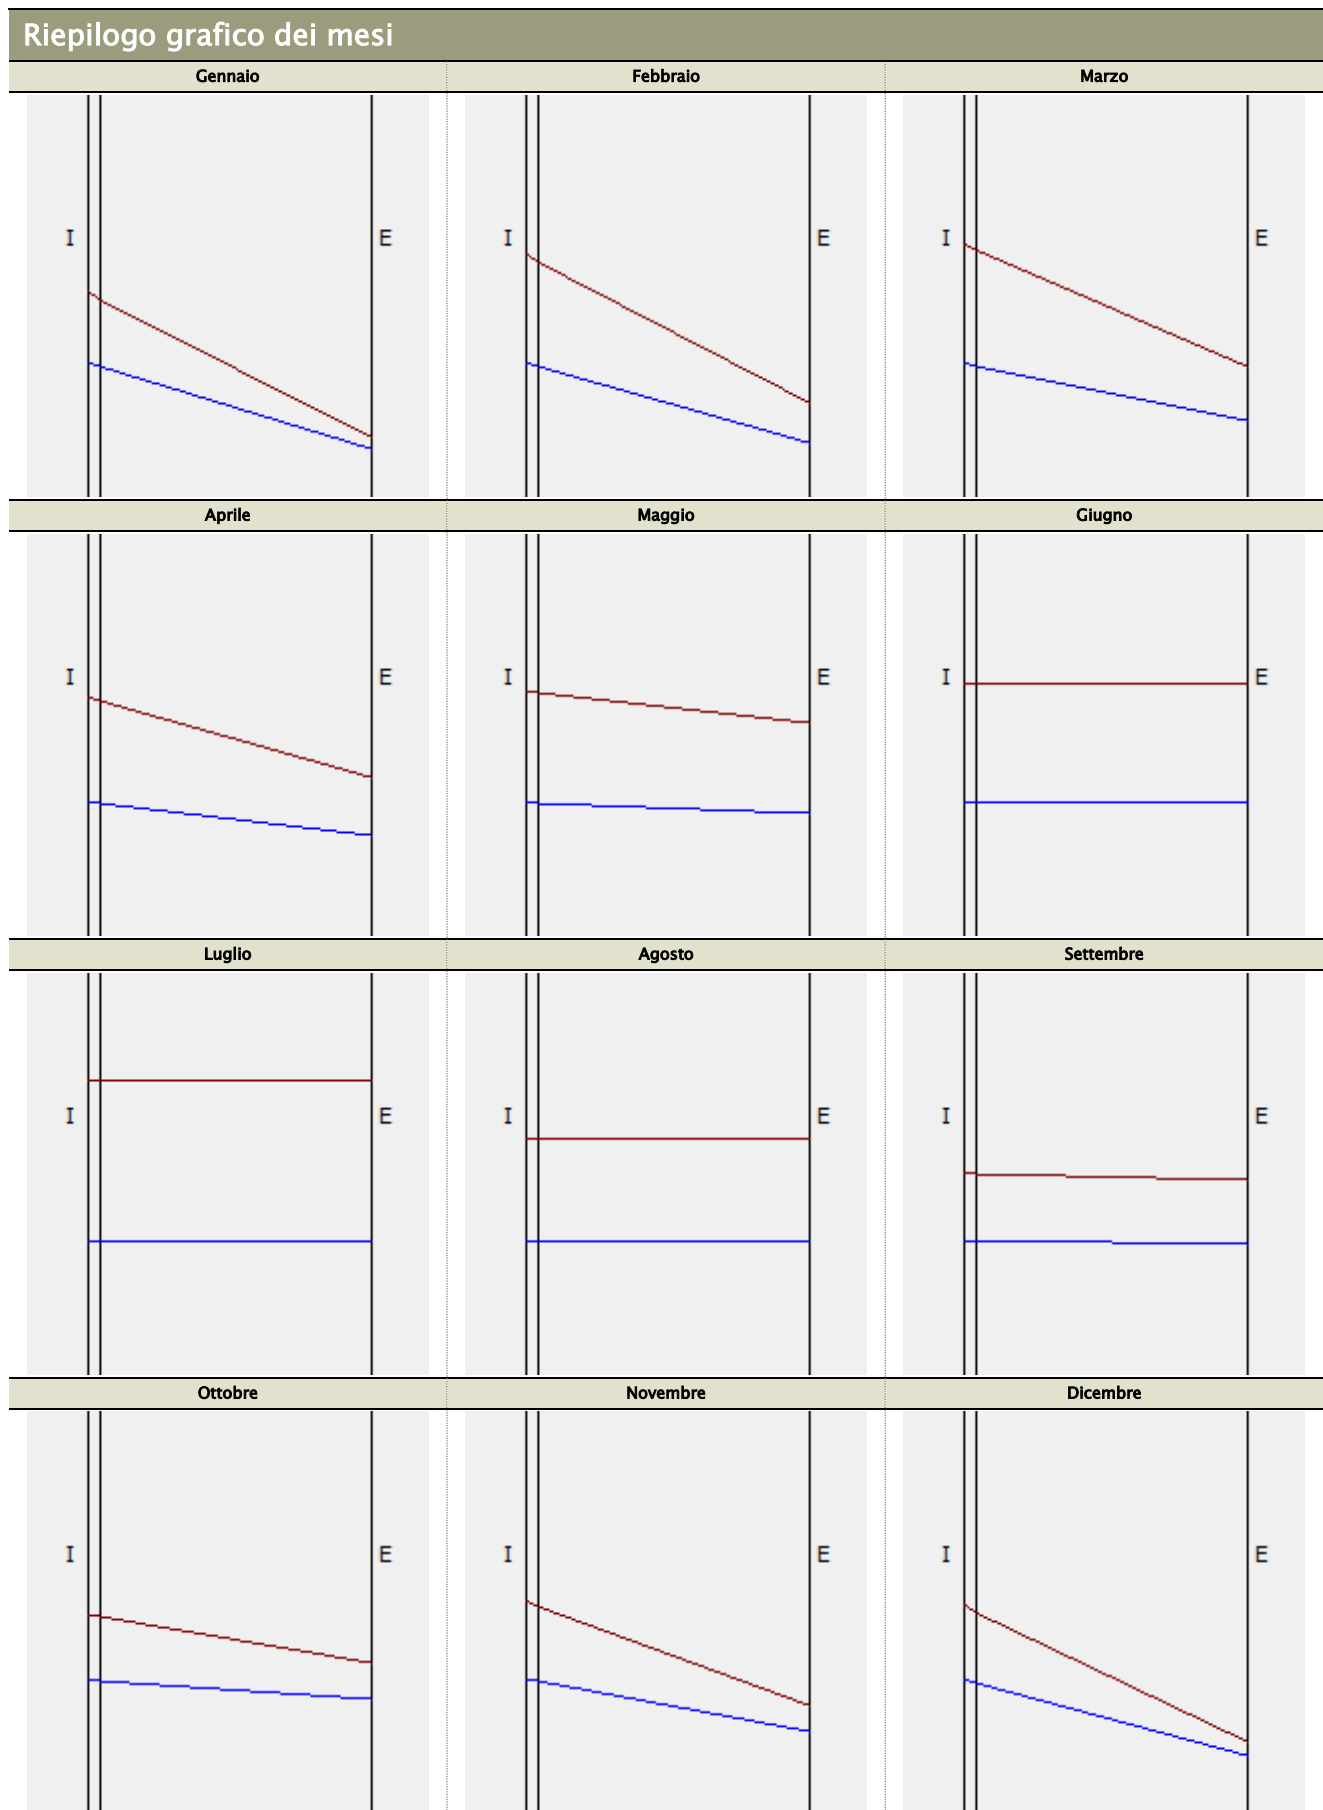 Riepilogo grafico dei mesi
Gennaio Febbraio Marzo
I E I E I E
Aprile Maggio Giugno
I E I E I E
Luglio Agosto Settembre
I E I E I E
Ottobre Novembre Dicembre
I E I E I E